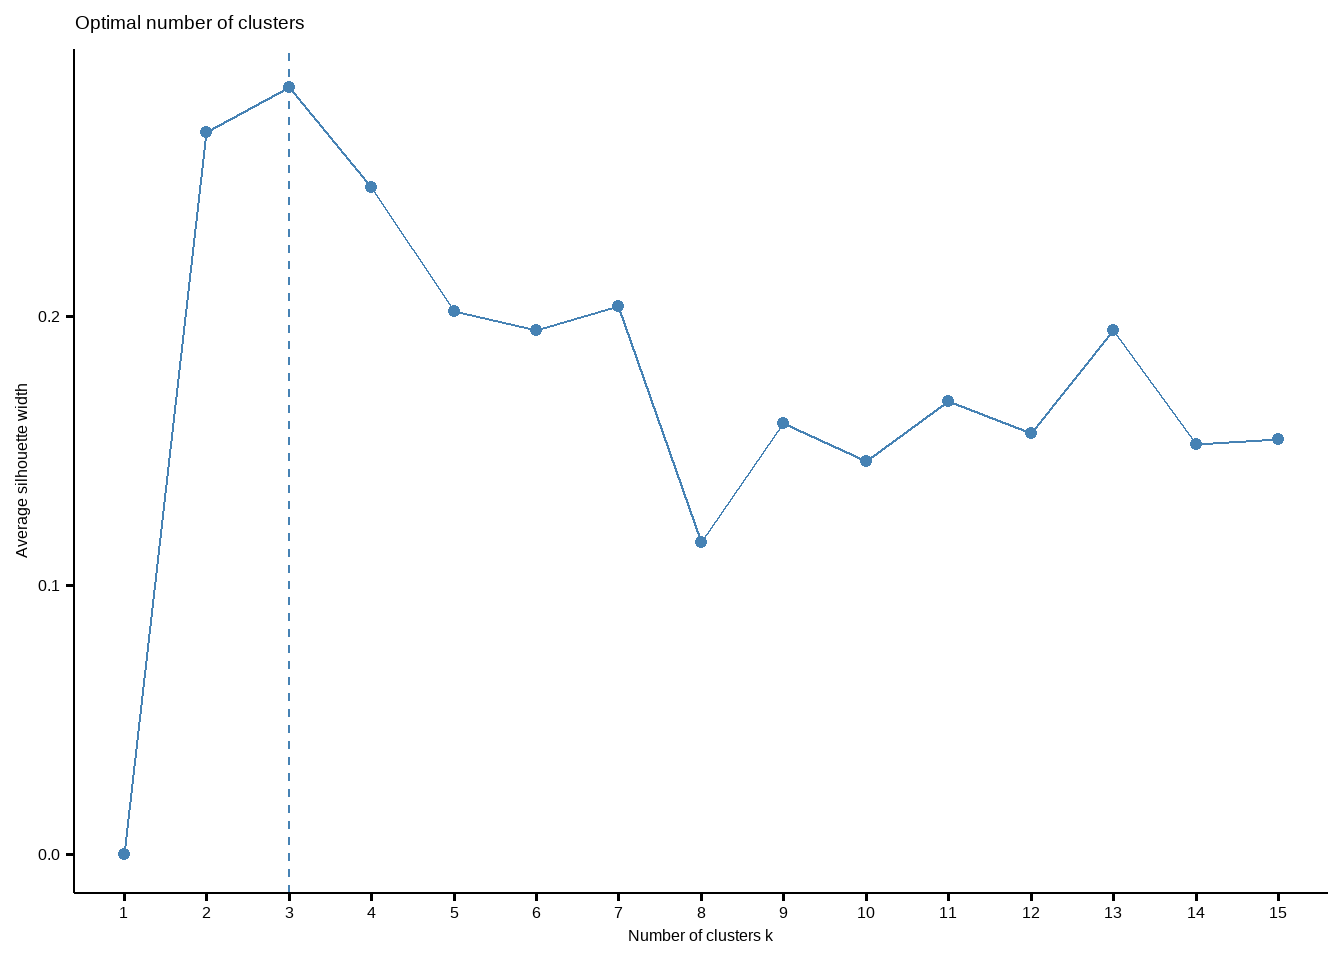 Optimal number of clusters
Average silhouette width
0.2
0.1
0.0
1 2 3 4 5 6 7 8 9 10 11 12 13 14 15
Number of clusters k